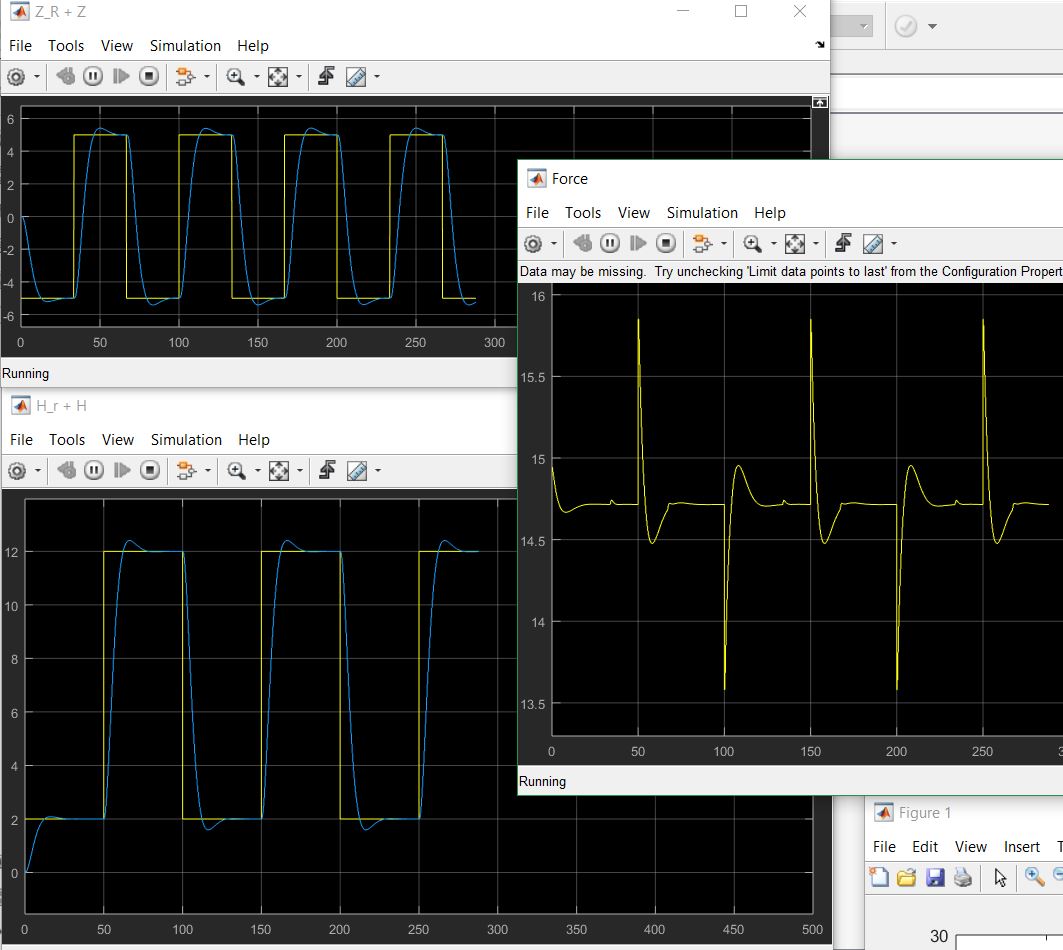 Z_R + Z
File Tools View Simulation Help
6
4
2
0
-2
-4
-6
0 50 100 150 200 250 300
Running
H_r + H
File Tools View Simulation Help
12
10
8
6
4
2
0
0 50 100 150 200 250 300 350 400 450 500
Force
File Tools View Simulation Help
Data may be missing. Try unchecking 'Limit data points to last' from the Configuration Propert
16
15.5
15
14.5
14
13.5
0 50 100 150 200 250
Running
Figure 1
File Edit View Insert
30